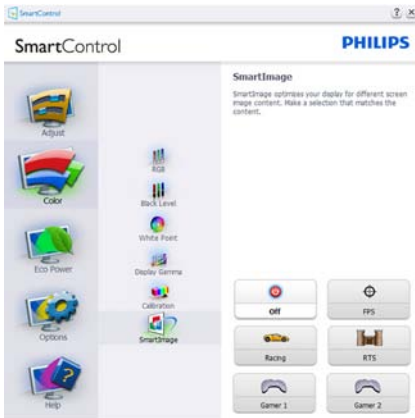 SmartControl
SmartControl
PHILIPS
SmartImage
SmartImage optimizes your display for different screen
image content. Make a selection that matches the
content.
Adjust
Color
Eco Power
Options
Help
RGB
Black Level
White Point
Display Gamma
Calibration
SmartImage
Off
FPS
Racing
RTS
Gamer 1
Gamer 2